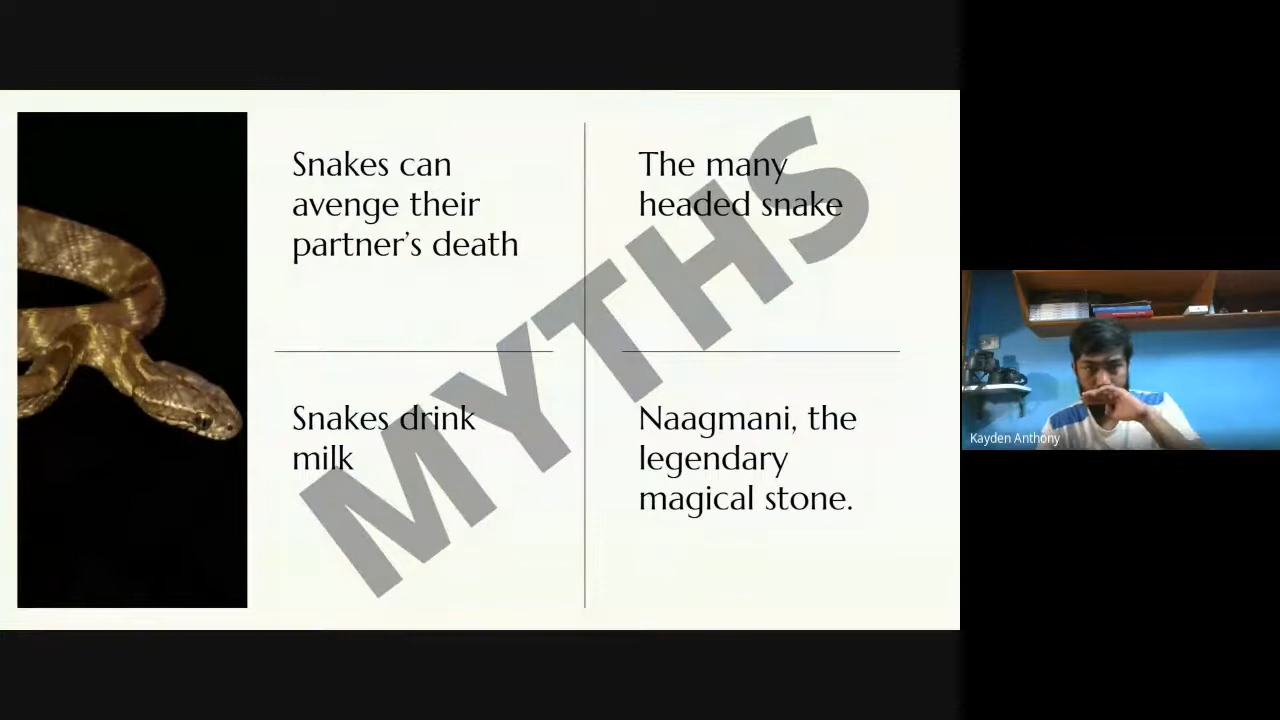 Snakes can
avenge their
partner’s death
The many
headed snake
Snakes drink
milk
Naagmani, the
legendary
magical stone.
MYTHS
Kayden Anthony